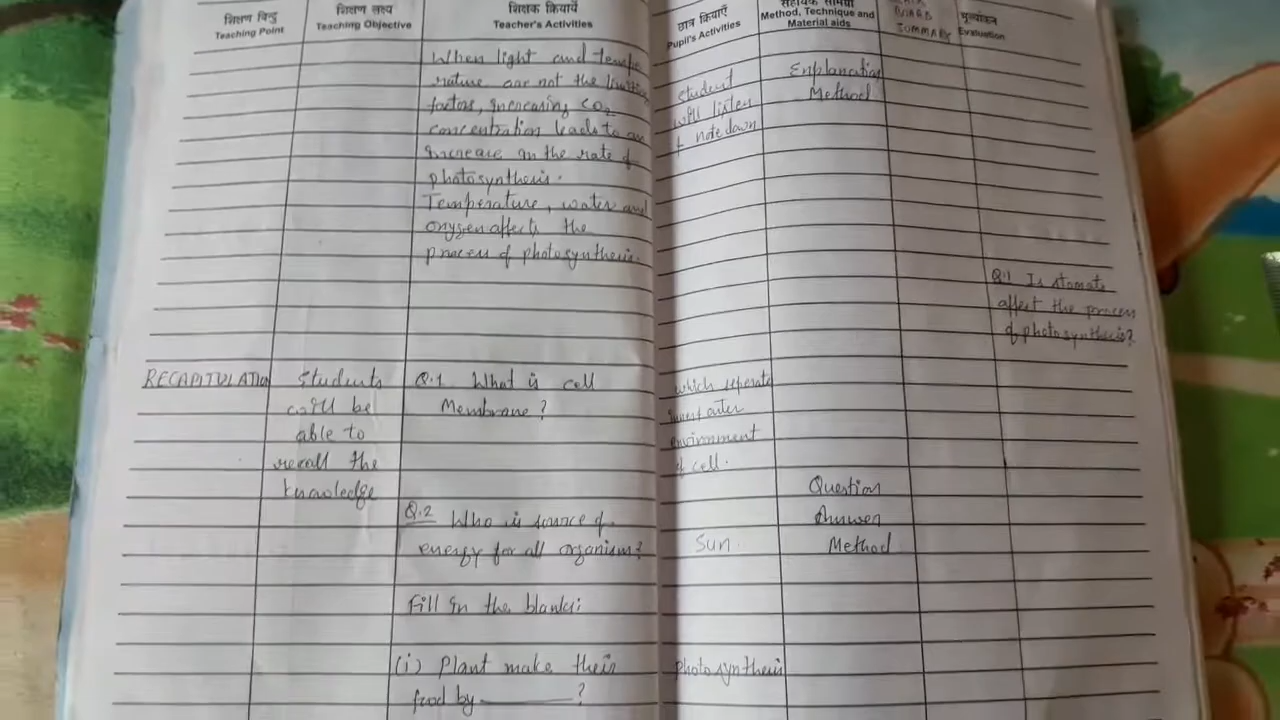 शिक्षण बिन्दु
Teaching Point
शिक्षण लक्ष्य
Teaching Objective
शिक्षक क्रियायें
Teacher's Activities
छात्र क्रियाएँ
Pupil's Activities
सहायक सामग्री
Method, Technique and
Material aids
BOARD
SUMMARY
मूल्यांकन
Evaluation
When light and tempe
rature are not the limiting
factors, increasing CO2
concentration leads to an
increase in the rate of
photosynthesis.
Temperature, water and
oxygen affects the
process of photosynthesis.
student
will listen
+ note down
Explanation
Method
Q.1 Is stomata
affect the process
of photosynthesis?
RECAPITULATION
Students
will be
able to
recall the
knowledge
Q.1 What is cell
Membrane?
which seperate
outer
environment
of cell.
Q.2 Who is source of
energy for all organism?
Sun.
Question
Answer
Method
Fill in the blanks:
(i) Plant make their
food by ________?
photosynthesis